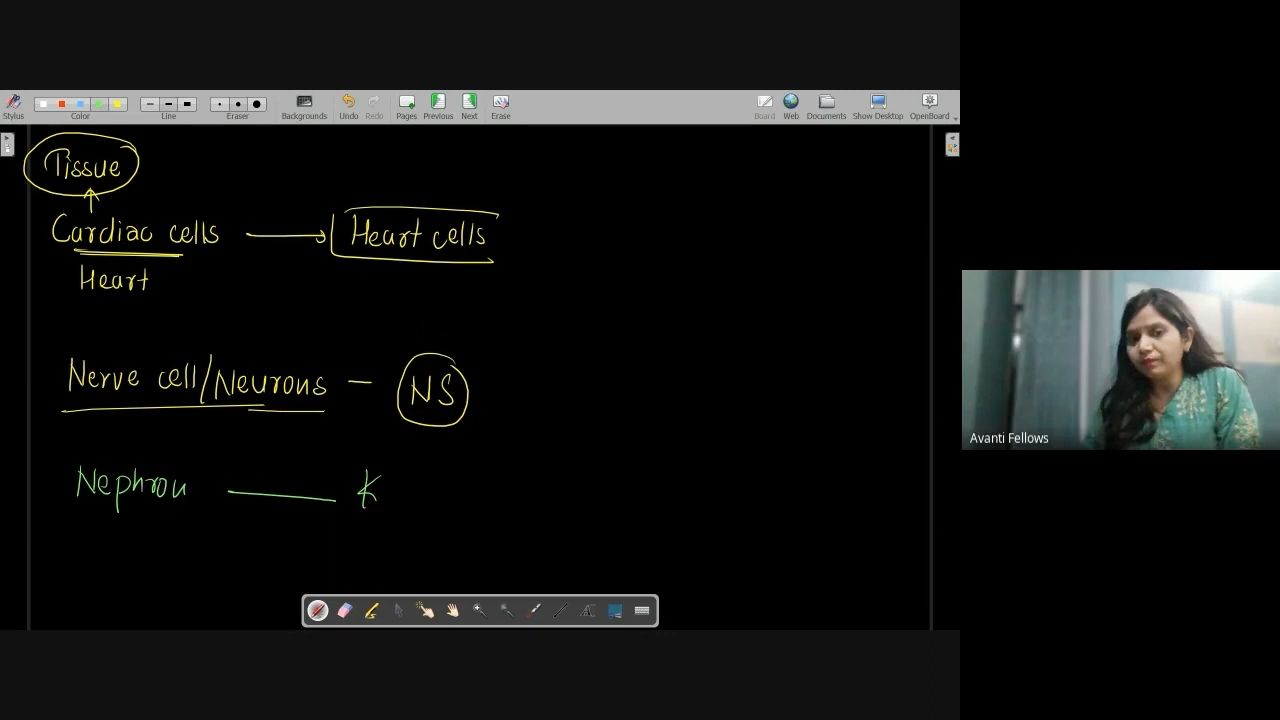 Stylus Color Line Eraser Backgrounds Undo Redo Pages Previous Next Erase Board Web Documents Show Desktop OpenBoard
Tissue
Cardiac cells → Heart cells
Heart
Nerve cell/Neurons — NS
Nephron — K
Avanti Fellows